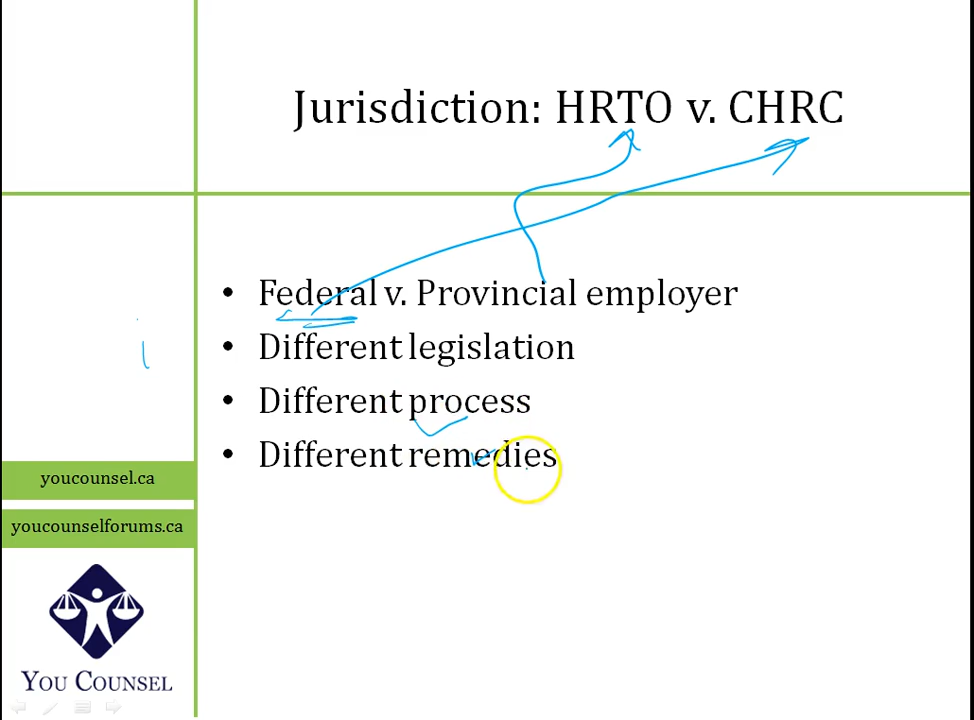 Jurisdiction: HRTO v. CHRC
• Federal v. Provincial employer
• Different legislation
• Different process
• Different remedies
youcounsel.ca
youcounselforums.ca
YOU COUNSEL